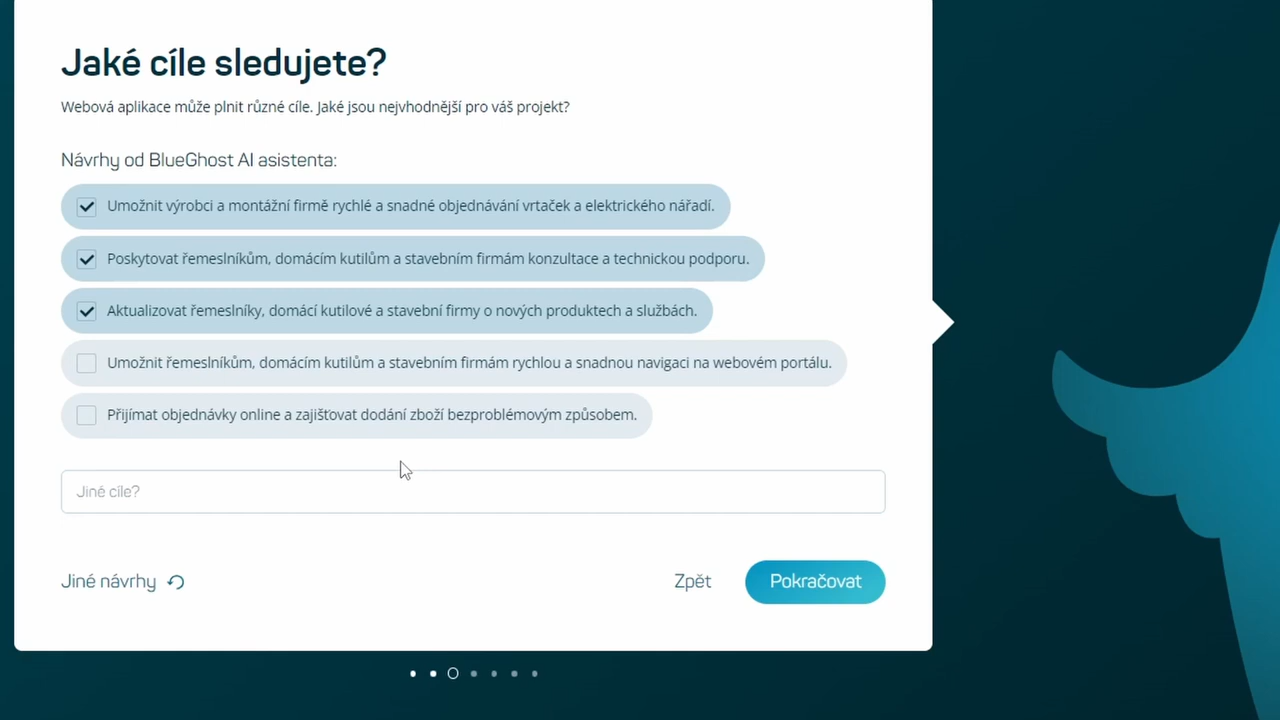 Jaké cíle sledujete?
Webová aplikace může plnit různé cíle. Jaké jsou nejvhodnější pro váš projekt?
Návrhy od BlueGhost AI asistenta:
Umožnit výrobci a montážní firmě rychlé a snadné objednávání vrtaček a elektrického nářadí.
Poskytovat řemeslníkům, domácím kutilům a stavebním firmám konzultace a technickou podporu.
Aktualizovat řemeslníky, domácí kutilové a stavební firmy o nových produktech a službách.
Umožnit řemeslníkům, domácím kutilům a stavebním firmám rychlou a snadnou navigaci na webovém portálu.
Přijímat objednávky online a zajišťovat dodání zboží bezproblémovým způsobem.
Jiné cíle?
Jiné návrhy
Zpět
Pokračovat